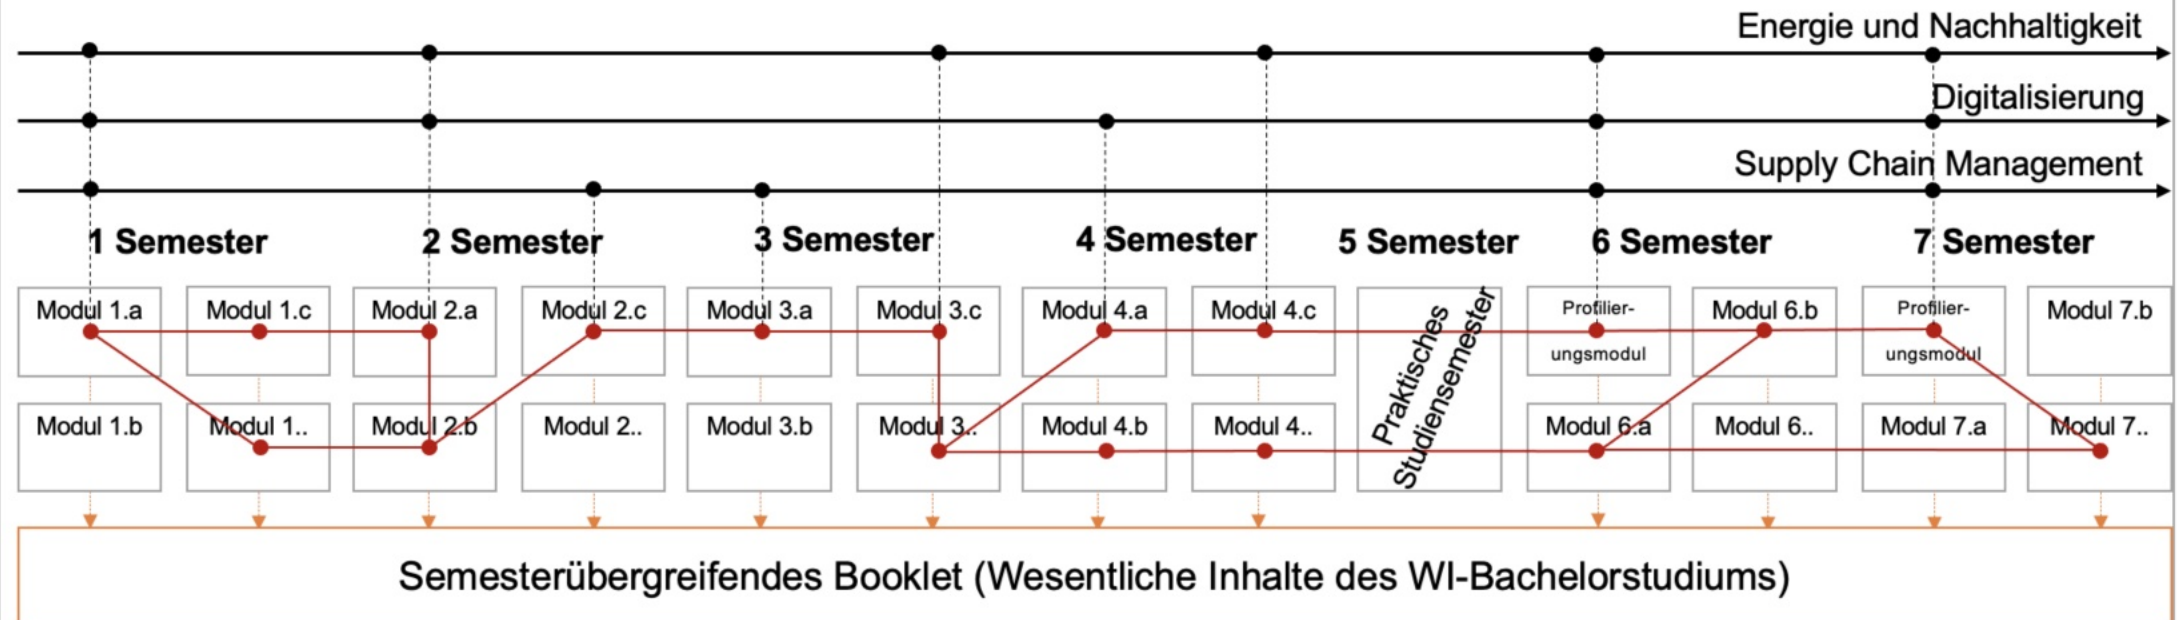 Energie und Nachhaltigkeit
Digitalisierung
Supply Chain Management
1 Semester 2 Semester 3 Semester 4 Semester 5 Semester 6 Semester 7 Semester
Modul 1.a Modul 1.c Modul 2.a Modul 2.c Modul 3.a Modul 3.c Modul 4.a Modul 4.c Profilier- Modul 6.b Profilier- Modul 7.b
ungsmodul ungsmodul
Praktisches
Studiensemester
Modul 1.b Modul 1.. Modul 2.b Modul 2.. Modul 3.b Modul 3.. Modul 4.b Modul 4.. Modul 6.a Modul 6.. Modul 7.a Modul 7..
Semesterübergreifendes Booklet (Wesentliche Inhalte des WI-Bachelorstudiums)